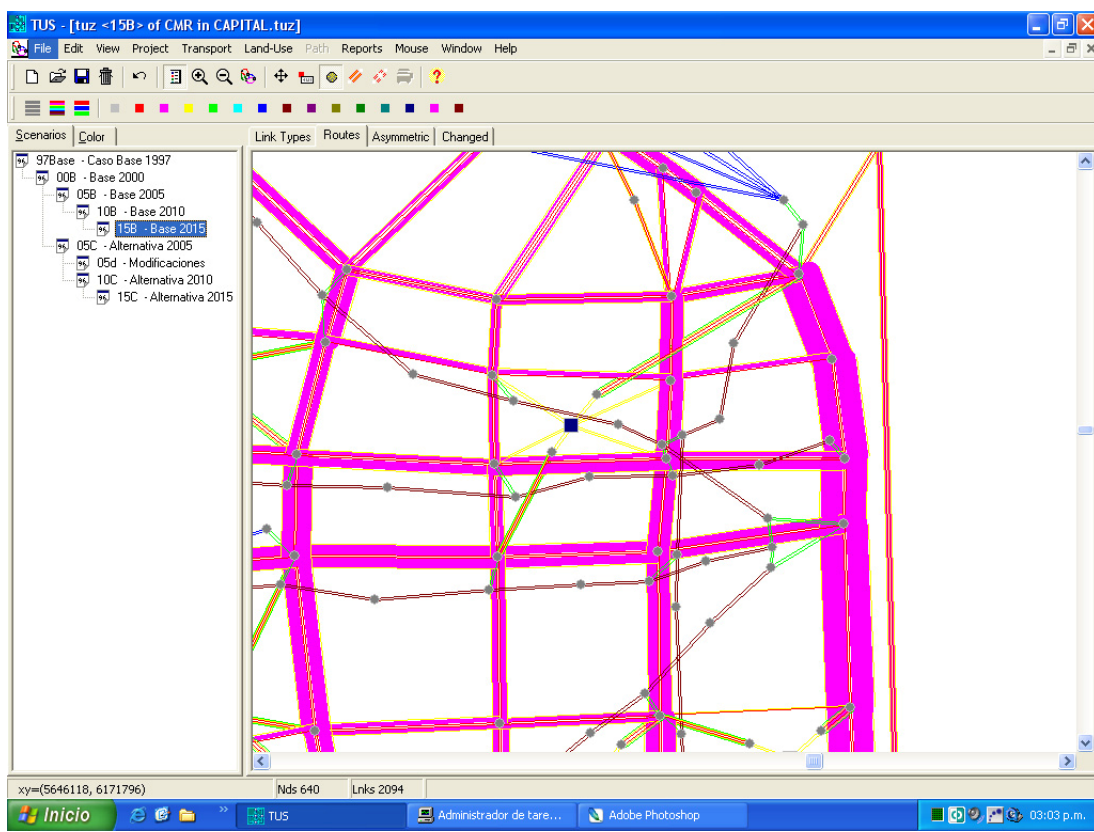 TUS - [tuz <15B> of CMR in CAPITAL.tuz]
File Edit View Project Transport Land-Use Path Reports Mouse Window Help
Scenarios Color
Link Types Routes Asymmetric Changed
97Base - Caso Base 1997
00B - Base 2000
05B - Base 2005
10B - Base 2010
15B - Base 2015
05C - Alternativa 2005
05d - Modificaciones
10C - Alternativa 2010
15C - Alternativa 2015
xy=(5646118, 6171796) Nds 640 Lnks 2094
Inicio » TUS Administrador de tare... Adobe Photoshop 03:03 p.m.